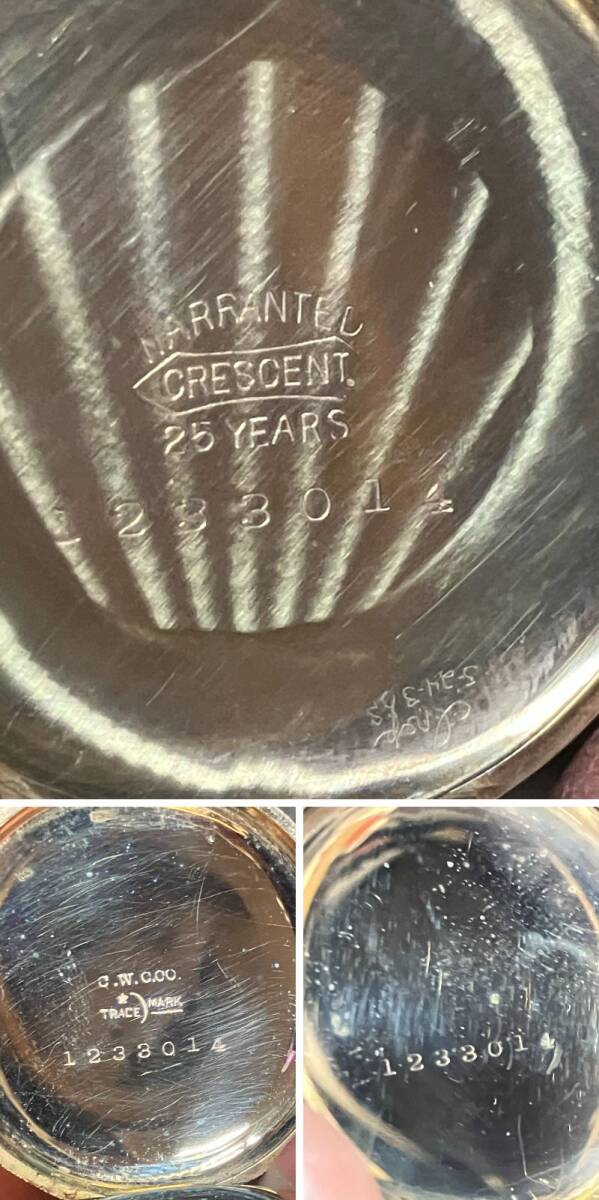 WARRANTED
CRESCENT.
25 YEARS
1233014
C.W.C.CO.
TRADE MARK
1233014
1233014